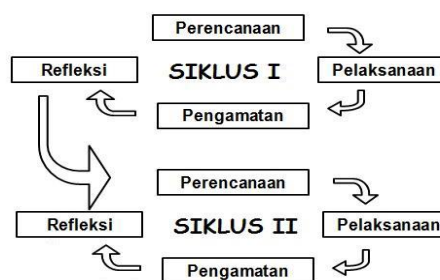 Perencanaan
Refleksi
SIKLUS I
Pelaksanaan
Pengamatan
Perencanaan
Refleksi
SIKLUS II
Pelaksanaan
Pengamatan